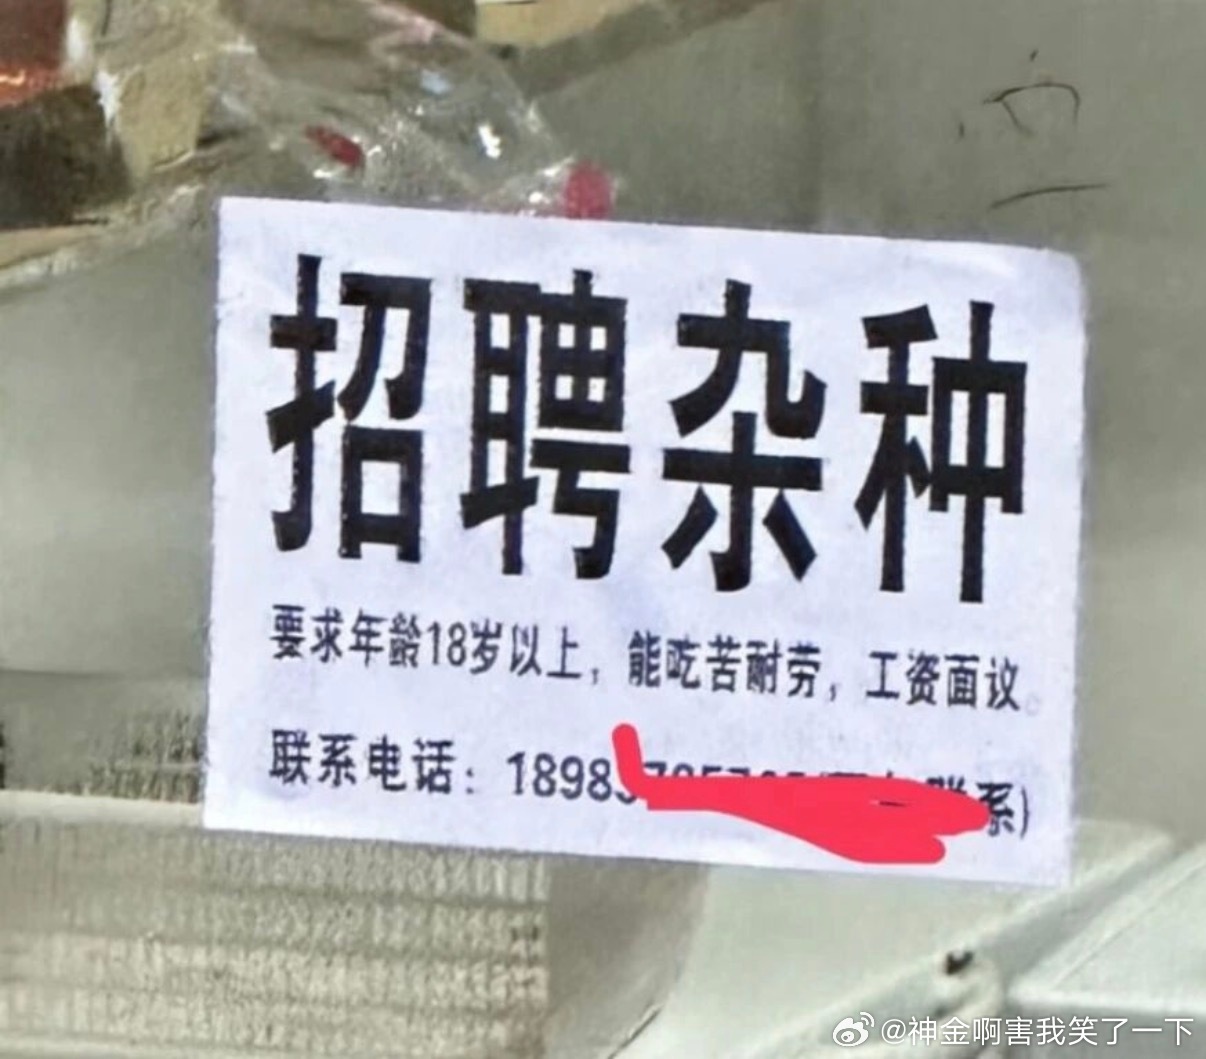 招聘杂种
要求年龄18岁以上，能吃苦耐劳，工资面议。
联系电话：1898
系）
@神金啊害我笑了一下